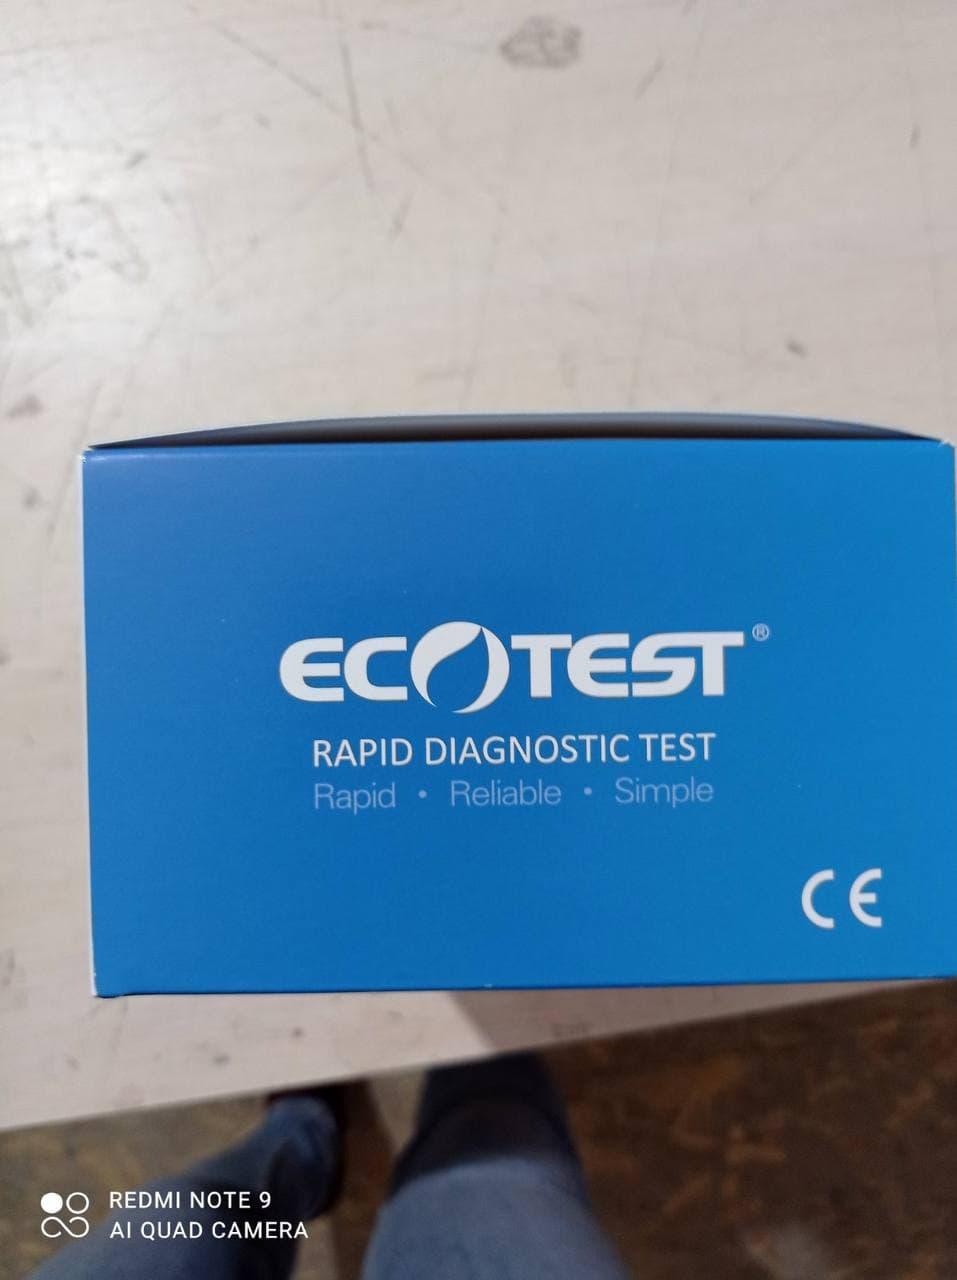 ECOTEST®
RAPID DIAGNOSTIC TEST
Rapid • Reliable • Simple
CE
REDMI NOTE 9
AI QUAD CAMERA